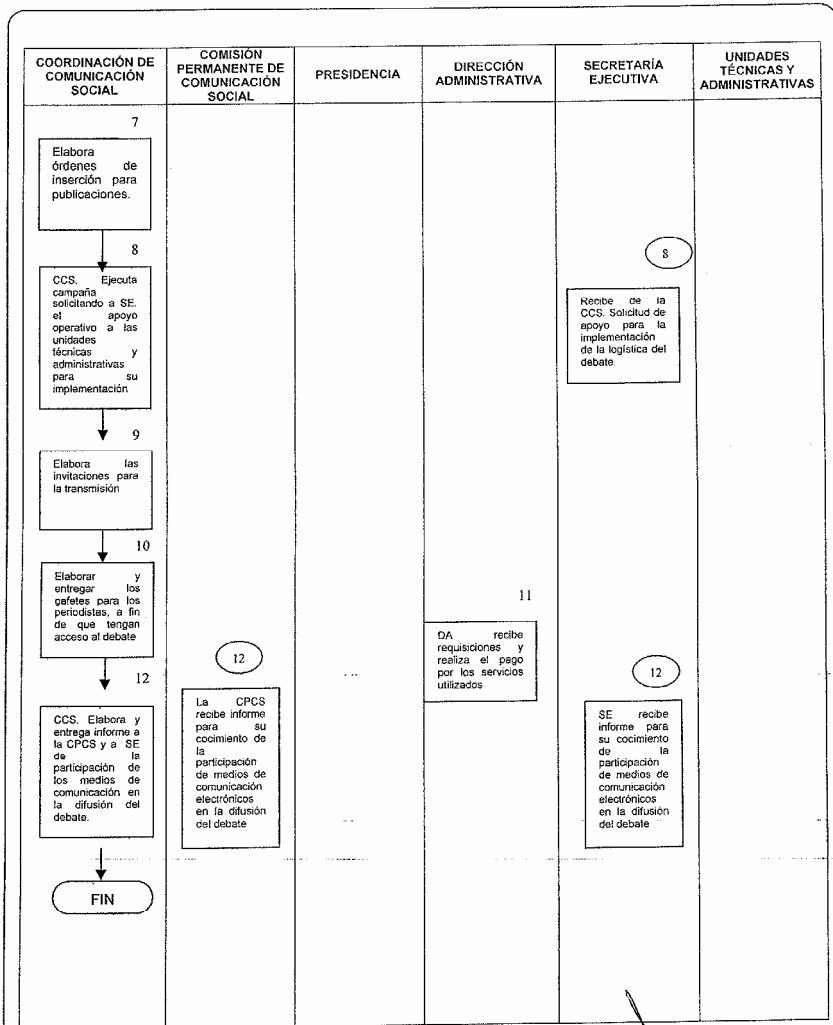 COORDINACIÓN DE
COMUNICACIÓN
SOCIAL
COMISIÓN
PERMANENTE DE
COMUNICACIÓN
SOCIAL
PRESIDENCIA
DIRECCIÓN
ADMINISTRATIVA
SECRETARÍA
EJECUTIVA
UNIDADES
TÉCNICAS Y
ADMINISTRATIVAS
7
Elabora
órdenes de
inserción para
publicaciones.
8
CCS. Ejecuta
campaña
solicitando a SE.
el apoyo
operativo a las
unidades
técnicas y
administrativas
para su
implementación
8
Recibe de la
CCS. Solicitud de
apoyo para la
implementación
de la logística del
debate.
9
Elabora las
invitaciones para
la transmisión
10
Elaborar y
entregar los
gafetes para los
periodistas, a fin
de que tengan
acceso al debate
11
DA recibe
requisiciones y
realiza el pago
por los servicios
utilizados
12
CCS. Elabora y
entrega informe a
la CPCS y a SE
de la
participación de
los medios de
comunicación en
la difusión del
debate.
12
La CPCS
recibe informe
para su
cocimiento de
la
participación
de medios de
comunicación
electrónicos
en la difusión
del debate
12
SE recibe
informe para
su cocimiento
de la
participación
de medios de
comunicación
electrónicos
en la difusión
del debate
FIN